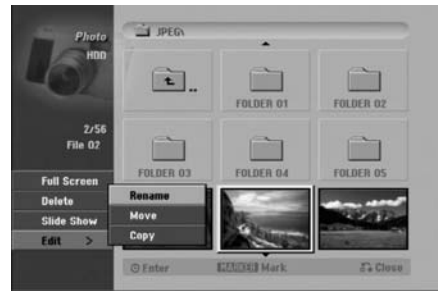 Photo
HDD
2/56
File 02
Full Screen
Delete
Slide Show
Edit >
JPEG\
..
FOLDER 01
FOLDER 02
FOLDER 03
FOLDER 04
FOLDER 05
Rename
Move
Copy
Enter
MARKER Mark
Close